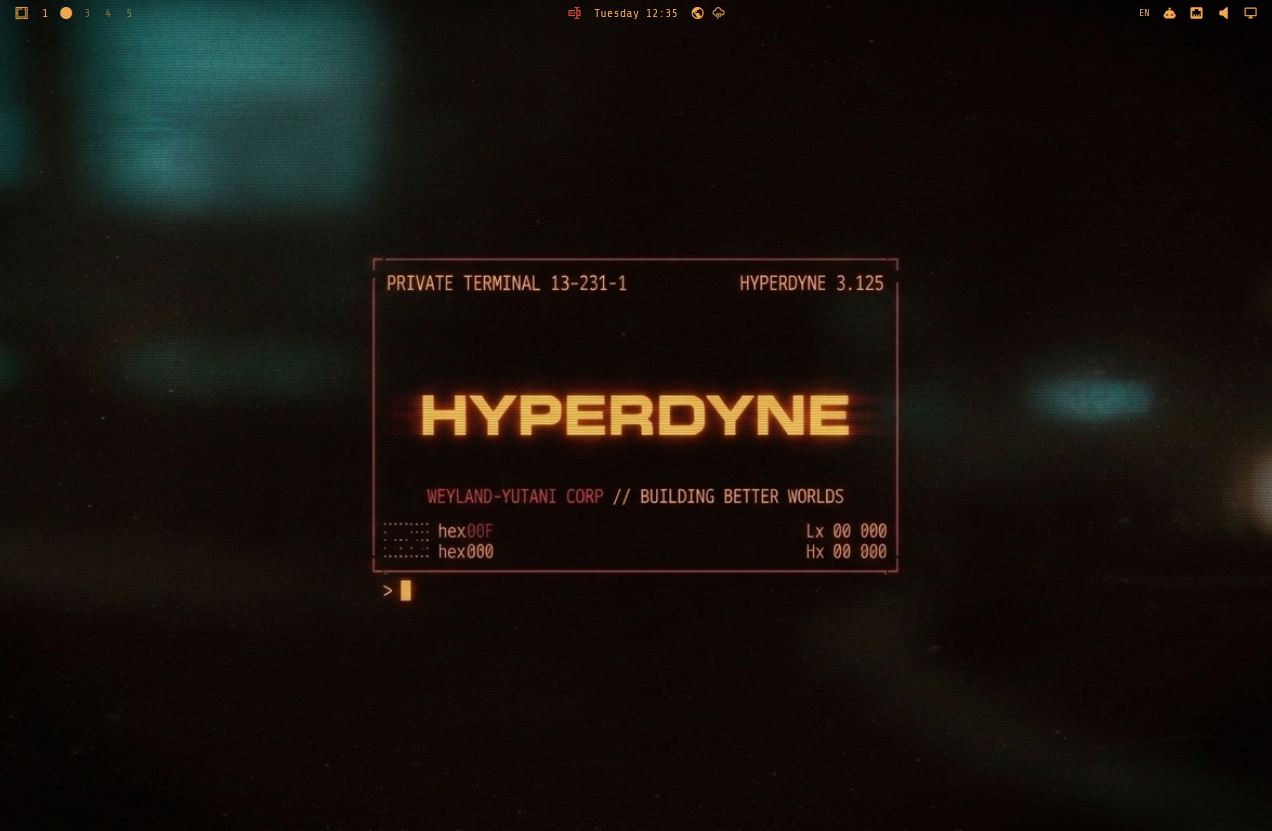 1 3 4 5 Tuesday 12:35 EN
PRIVATE TERMINAL 13-231-1 HYPERDYNE 3.125
HYPERDYNE
WEYLAND-YUTANI CORP // BUILDING BETTER WORLDS
hex00F Lx 00 000
hex000 Hx 00 000
>